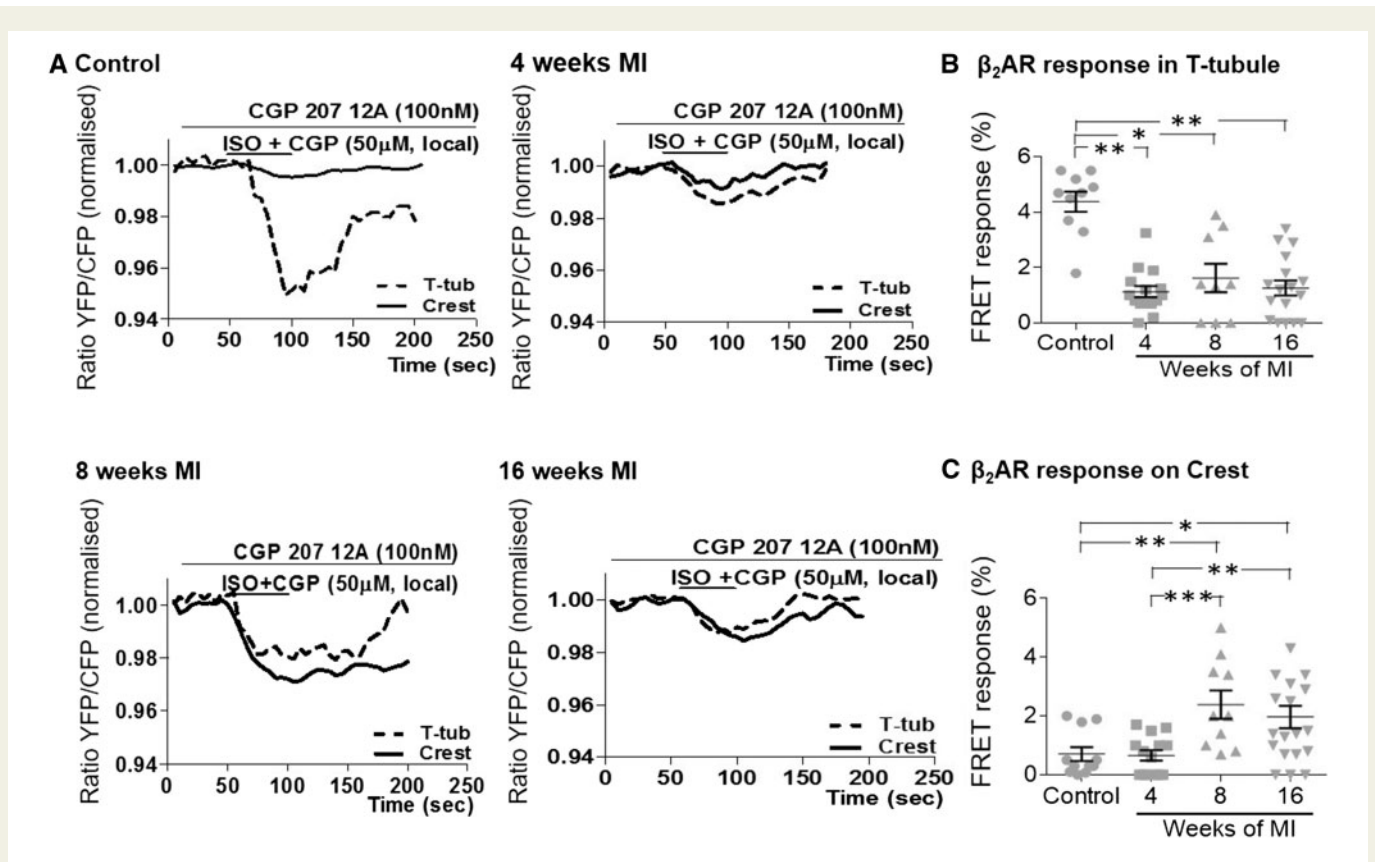 A Control
CGP 207 12A (100nM)
ISO + CGP (50µM, local)
Ratio YFP/CFP (normalised)
1.00
0.98
0.96
0.94
T-tub
Crest
0 50 100 150 200 250
Time (sec)
4 weeks MI
CGP 207 12A (100nM)
ISO + CGP (50µM, local)
Ratio YFP/CFP (normalised)
1.00
0.98
0.96
0.94
T-tub
Crest
0 50 100 150 200 250
Time (sec)
B β₂AR response in T-tubule
**
*
**
FRET response (%)
6
4
2
0
Control 4 8 16
Weeks of MI
8 weeks MI
CGP 207 12A (100nM)
ISO+CGP (50µM, local)
Ratio YFP/CFP (normalised)
1.00
0.98
0.96
0.94
T-tub
Crest
0 50 100 150 200 250
Time (sec)
16 weeks MI
CGP 207 12A (100nM)
ISO +CGP (50µM, local)
Ratio YFP/CFP (normalised)
1.00
0.98
0.96
0.94
T-tub
Crest
0 50 100 150 200 250
Time (sec)
C β₂AR response on Crest
*
**
**
***
FRET response (%)
6
4
2
0
Control 4 8 16
Weeks of MI